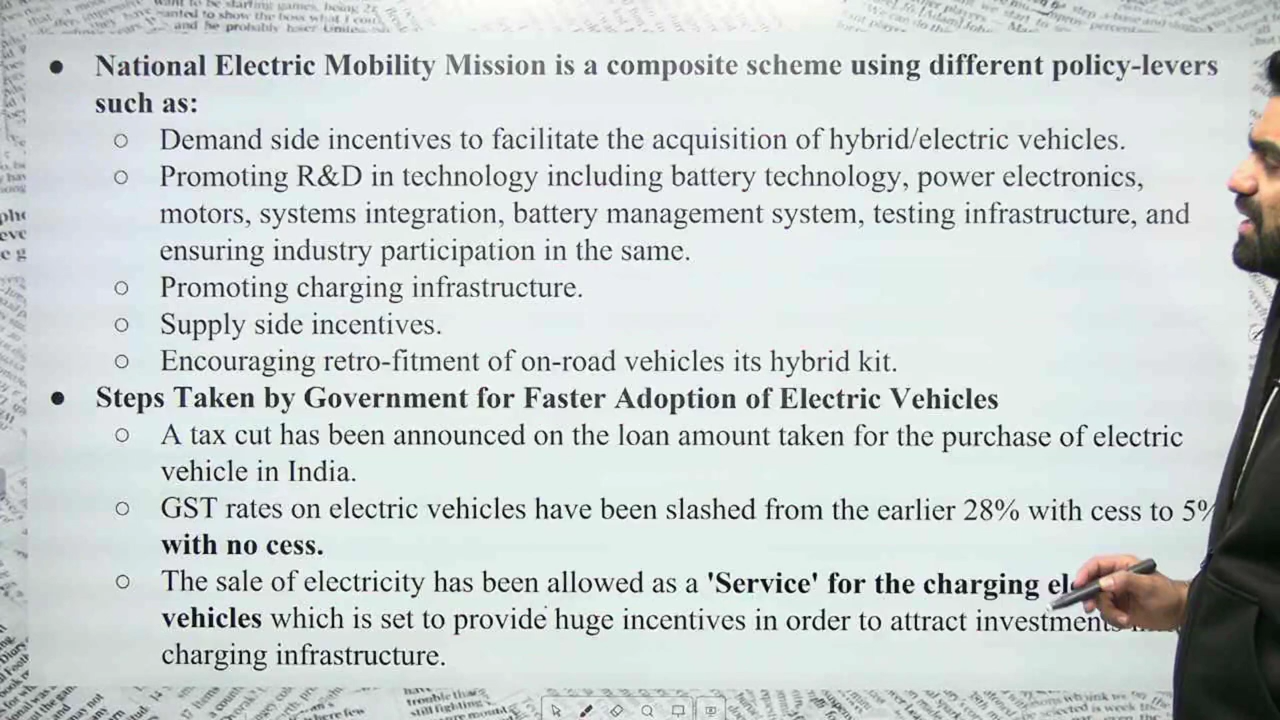 ● National Electric Mobility Mission is a composite scheme using different policy-levers
such as:
○ Demand side incentives to facilitate the acquisition of hybrid/electric vehicles.
○ Promoting R&D in technology including battery technology, power electronics,
motors, systems integration, battery management system, testing infrastructure, and
ensuring industry participation in the same.
○ Promoting charging infrastructure.
○ Supply side incentives.
○ Encouraging retro-fitment of on-road vehicles its hybrid kit.
● Steps Taken by Government for Faster Adoption of Electric Vehicles
○ A tax cut has been announced on the loan amount taken for the purchase of electric
vehicle in India.
○ GST rates on electric vehicles have been slashed from the earlier 28% with cess to 5%
with no cess.
○ The sale of electricity has been allowed as a 'Service' for the charging
vehicles which is set to provide huge incentives in order to attract investments
charging infrastructure.